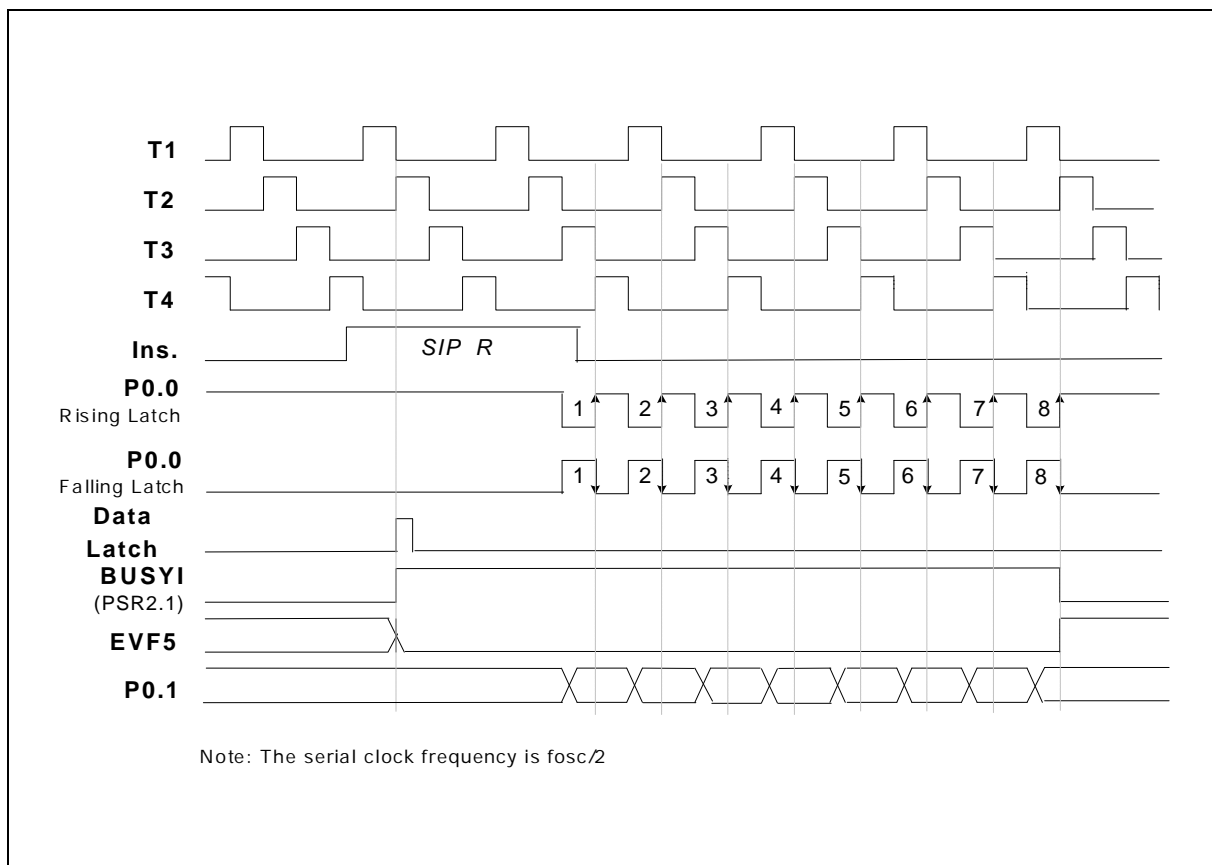 T1
T2
T3
T4
Ins.
SIP R
P0.0
Rising Latch
1 2 3 4 5 6 7 8
P0.0
Falling Latch
1 2 3 4 5 6 7 8
Data
Latch
BUSYI
(PSR2.1)
EVF5
P0.1
Note: The serial clock frequency is fosc/2